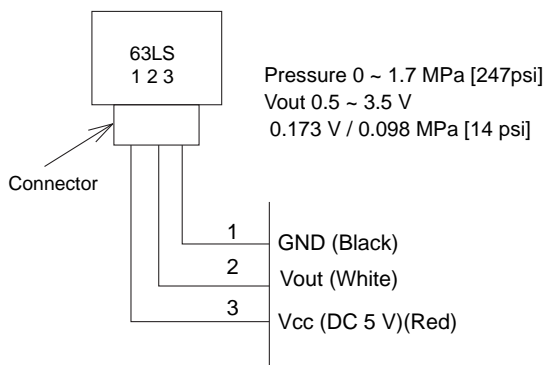 63LS
1 2 3
Pressure 0 ~ 1.7 MPa [247psi]
Vout 0.5 ~ 3.5 V
0.173 V / 0.098 MPa [14 psi]
Connector
1
GND (Black)
2
Vout (White)
3
Vcc (DC 5 V)(Red)